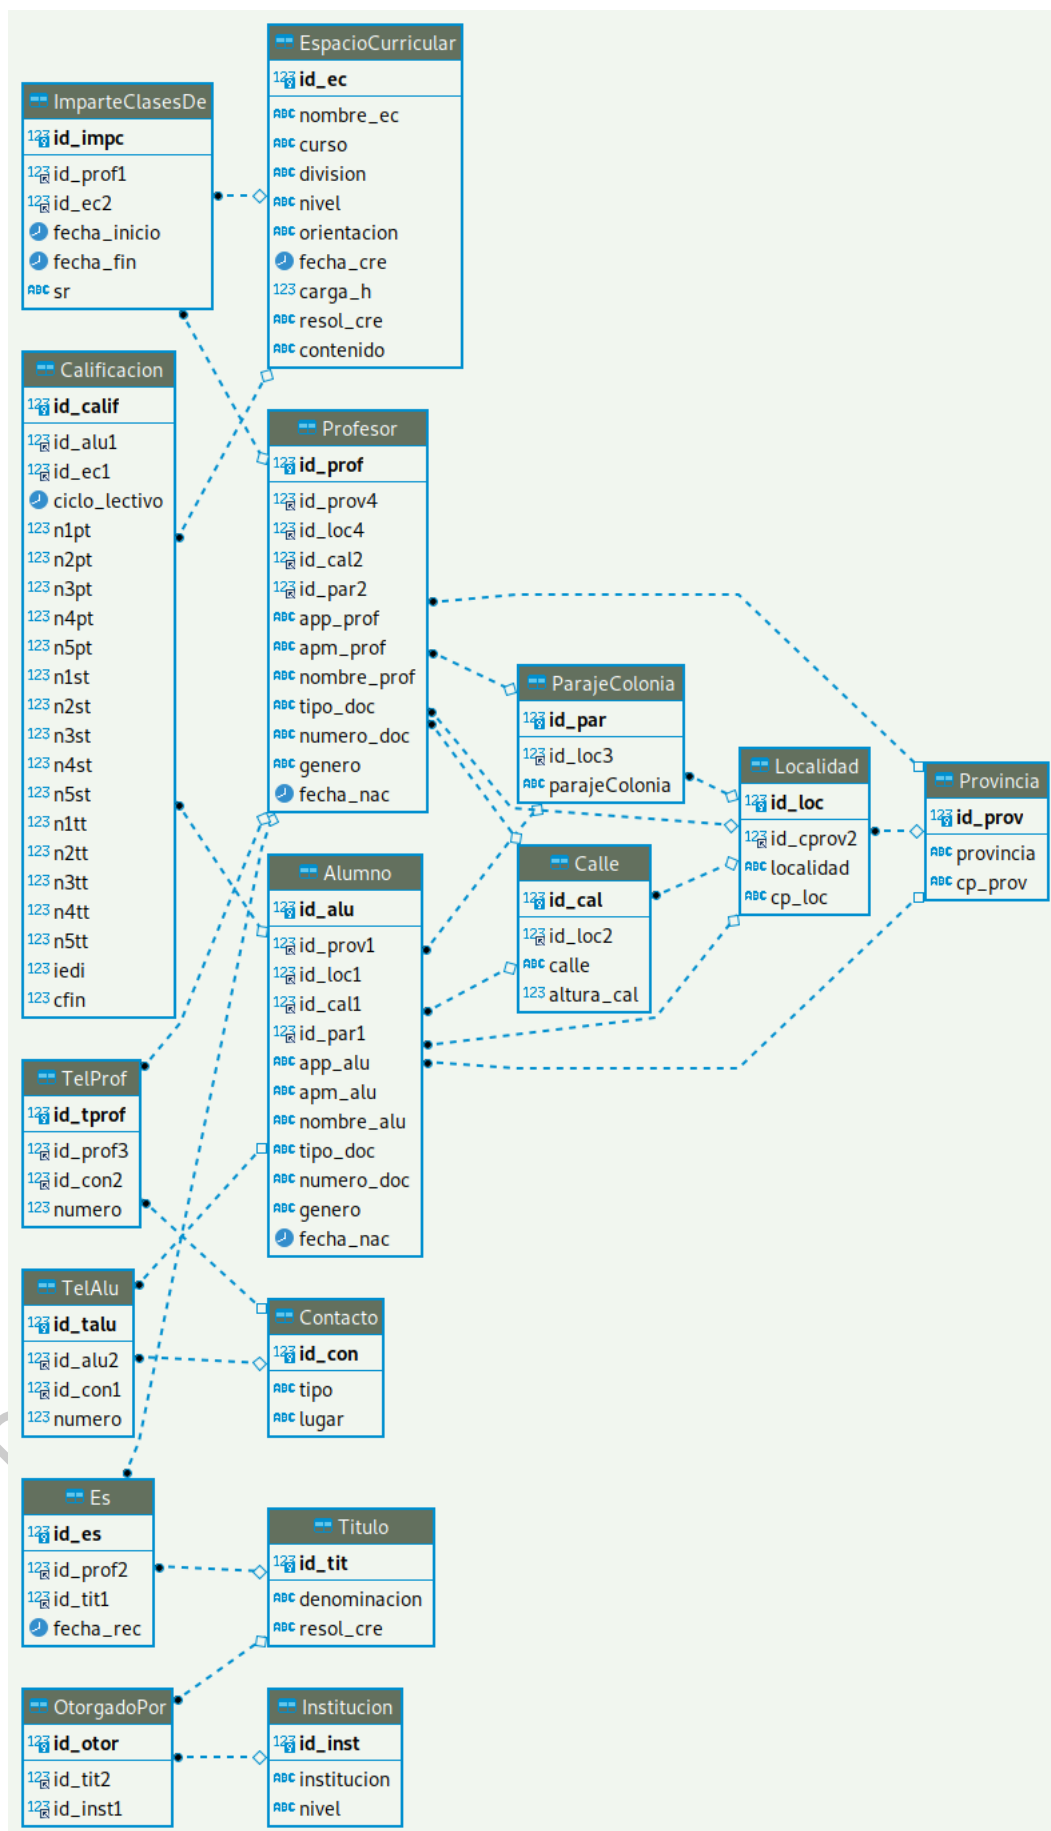 EspacioCurricular
id_ec
nombre_ec
curso
division
nivel
orientacion
fecha_cre
carga_h
resol_cre
contenido
ImparteClasesDe
id_impc
id_prof1
id_ec2
fecha_inicio
fecha_fin
sr
Calificacion
id_calif
id_alu1
id_ec1
ciclo_lectivo
n1pt
n2pt
n3pt
n4pt
n5pt
n1st
n2st
n3st
n4st
n5st
n1tt
n2tt
n3tt
n4tt
n5tt
iedi
cfin
Profesor
id_prof
id_prov4
id_loc4
id_cal2
id_par2
app_prof
apm_prof
nombre_prof
tipo_doc
numero_doc
genero
fecha_nac
ParajeColonia
id_par
id_loc3
parajeColonia
Localidad
id_loc
id_cprov2
localidad
cp_loc
Provincia
id_prov
provincia
cp_prov
Calle
id_cal
id_loc2
calle
altura_cal
Alumno
id_alu
id_prov1
id_loc1
id_cal1
id_par1
app_alu
apm_alu
nombre_alu
tipo_doc
numero_doc
genero
fecha_nac
TelProf
id_tprof
id_prof3
id_con2
numero
TelAlu
id_talu
id_alu2
id_con1
numero
Contacto
id_con
tipo
lugar
Es
id_es
id_prof2
id_tit1
fecha_rec
Titulo
id_tit
denominacion
resol_cre
OtorgadoPor
id_otor
id_tit2
id_inst1
Institucion
id_inst
institucion
nivel